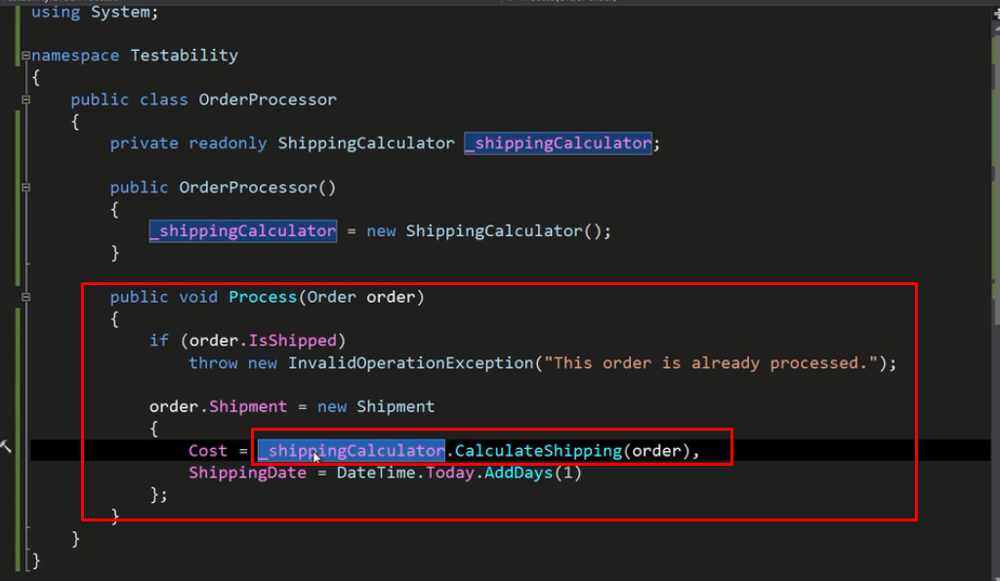 using System;
namespace Testability
{
public class OrderProcessor
{
private readonly ShippingCalculator _shippingCalculator;
public OrderProcessor()
{
_shippingCalculator = new ShippingCalculator();
}
public void Process(Order order)
{
if (order.IsShipped)
throw new InvalidOperationException("This order is already processed.");
order.Shipment = new Shipment
{
Cost = _shippingCalculator.CalculateShipping(order),
ShippingDate = DateTime.Today.AddDays(1)
};
}
}
}